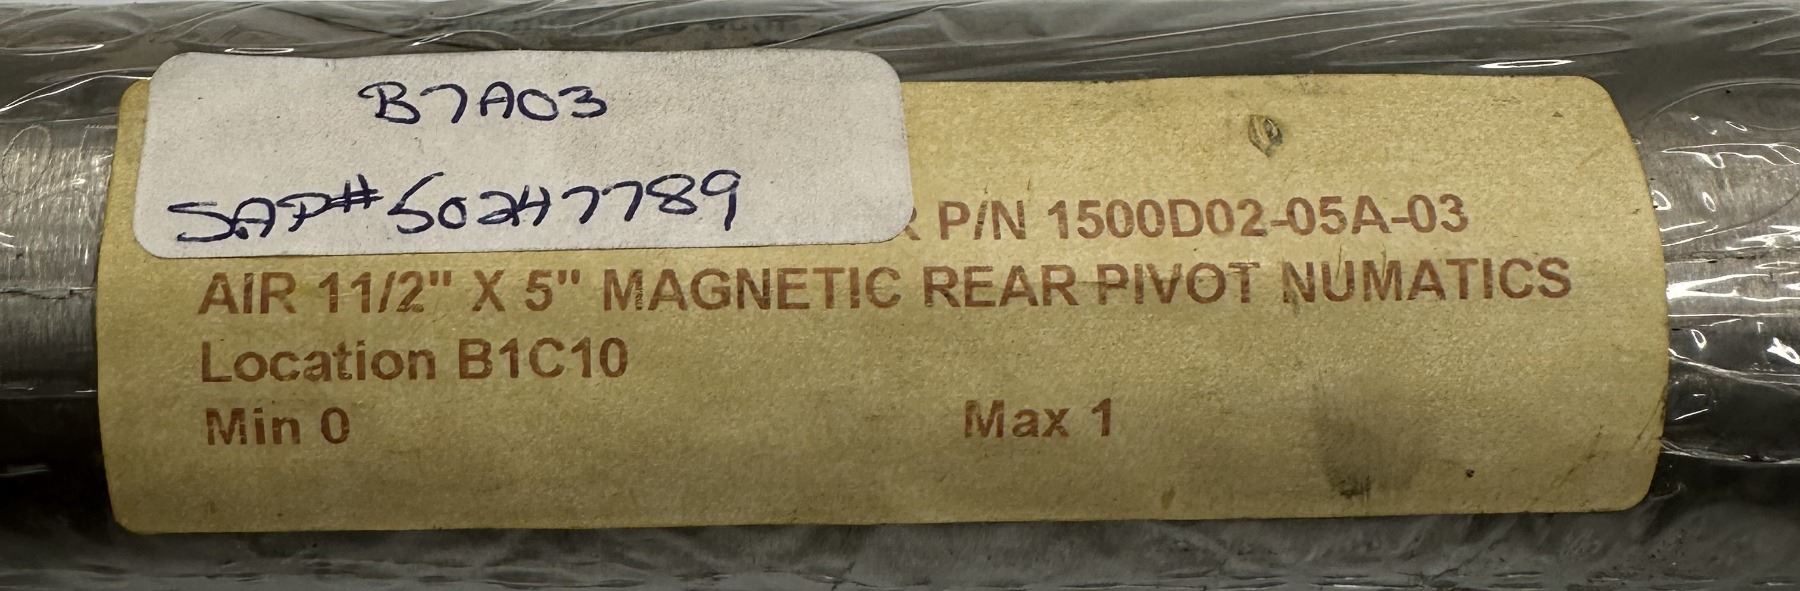 B7A03
SAP# 50247789
R P/N 1500D02-05A-03
AIR 11/2" X 5" MAGNETIC REAR PIVOT NUMATICS
Location B1C10
Min 0 Max 1